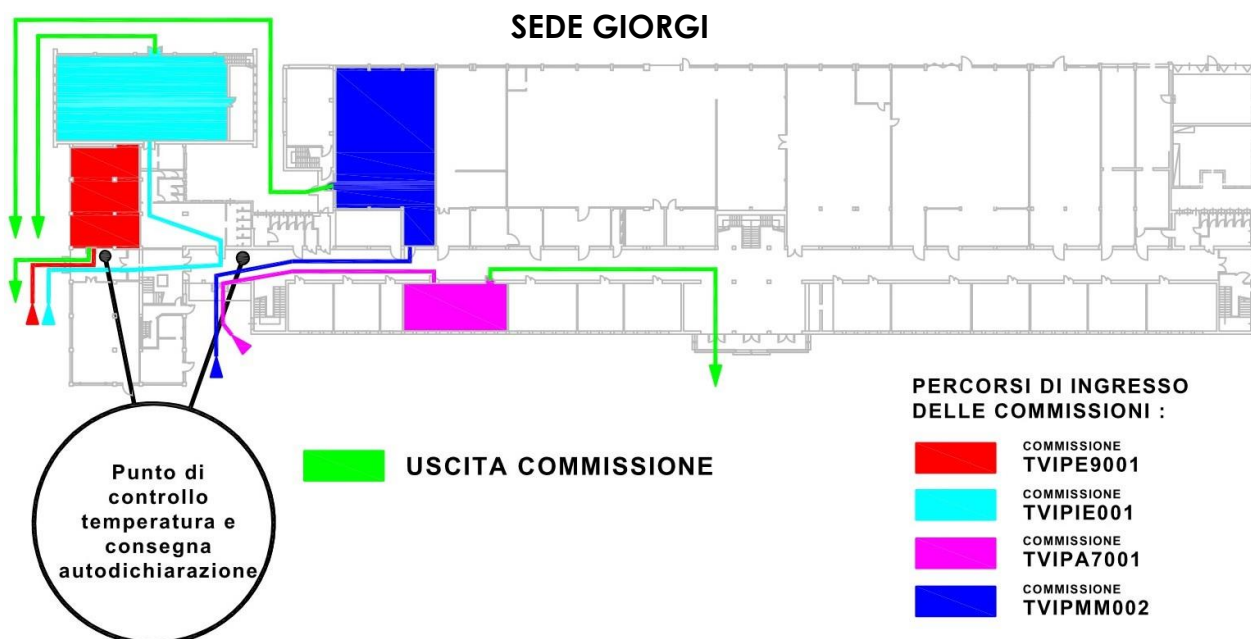 SEDE GIORGI
PERCORSI DI INGRESSO
DELLE COMMISSIONI :
COMMISSIONE
TVIPE9001
COMMISSIONE
TVIPIE001
COMMISSIONE
TVIPA7001
COMMISSIONE
TVIPMM002
USCITA COMMISSIONE
Punto di
controllo
temperatura e
consegna
autodichiarazione